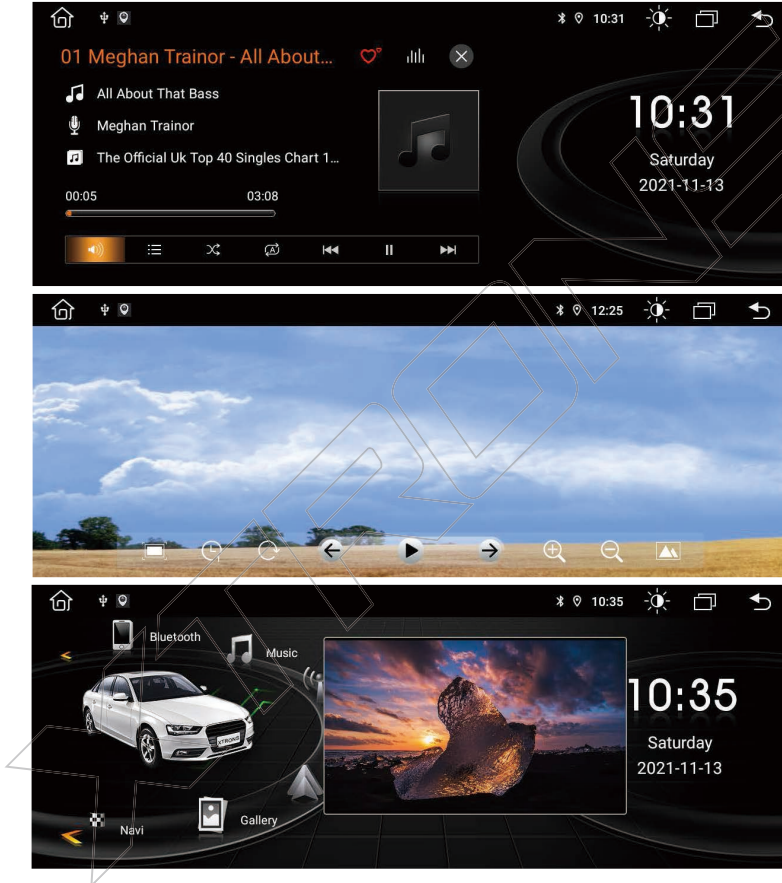 10:31
01 Meghan Trainor - All About...
All About That Bass
Meghan Trainor
The Official Uk Top 40 Singles Chart 1...
00:05 03:08
A
10:31
Saturday
2021-11-13
12:25
10:35
Bluetooth
Music
XTRONS
Navi
Gallery
10:35
Saturday
2021-11-13
XTRONS